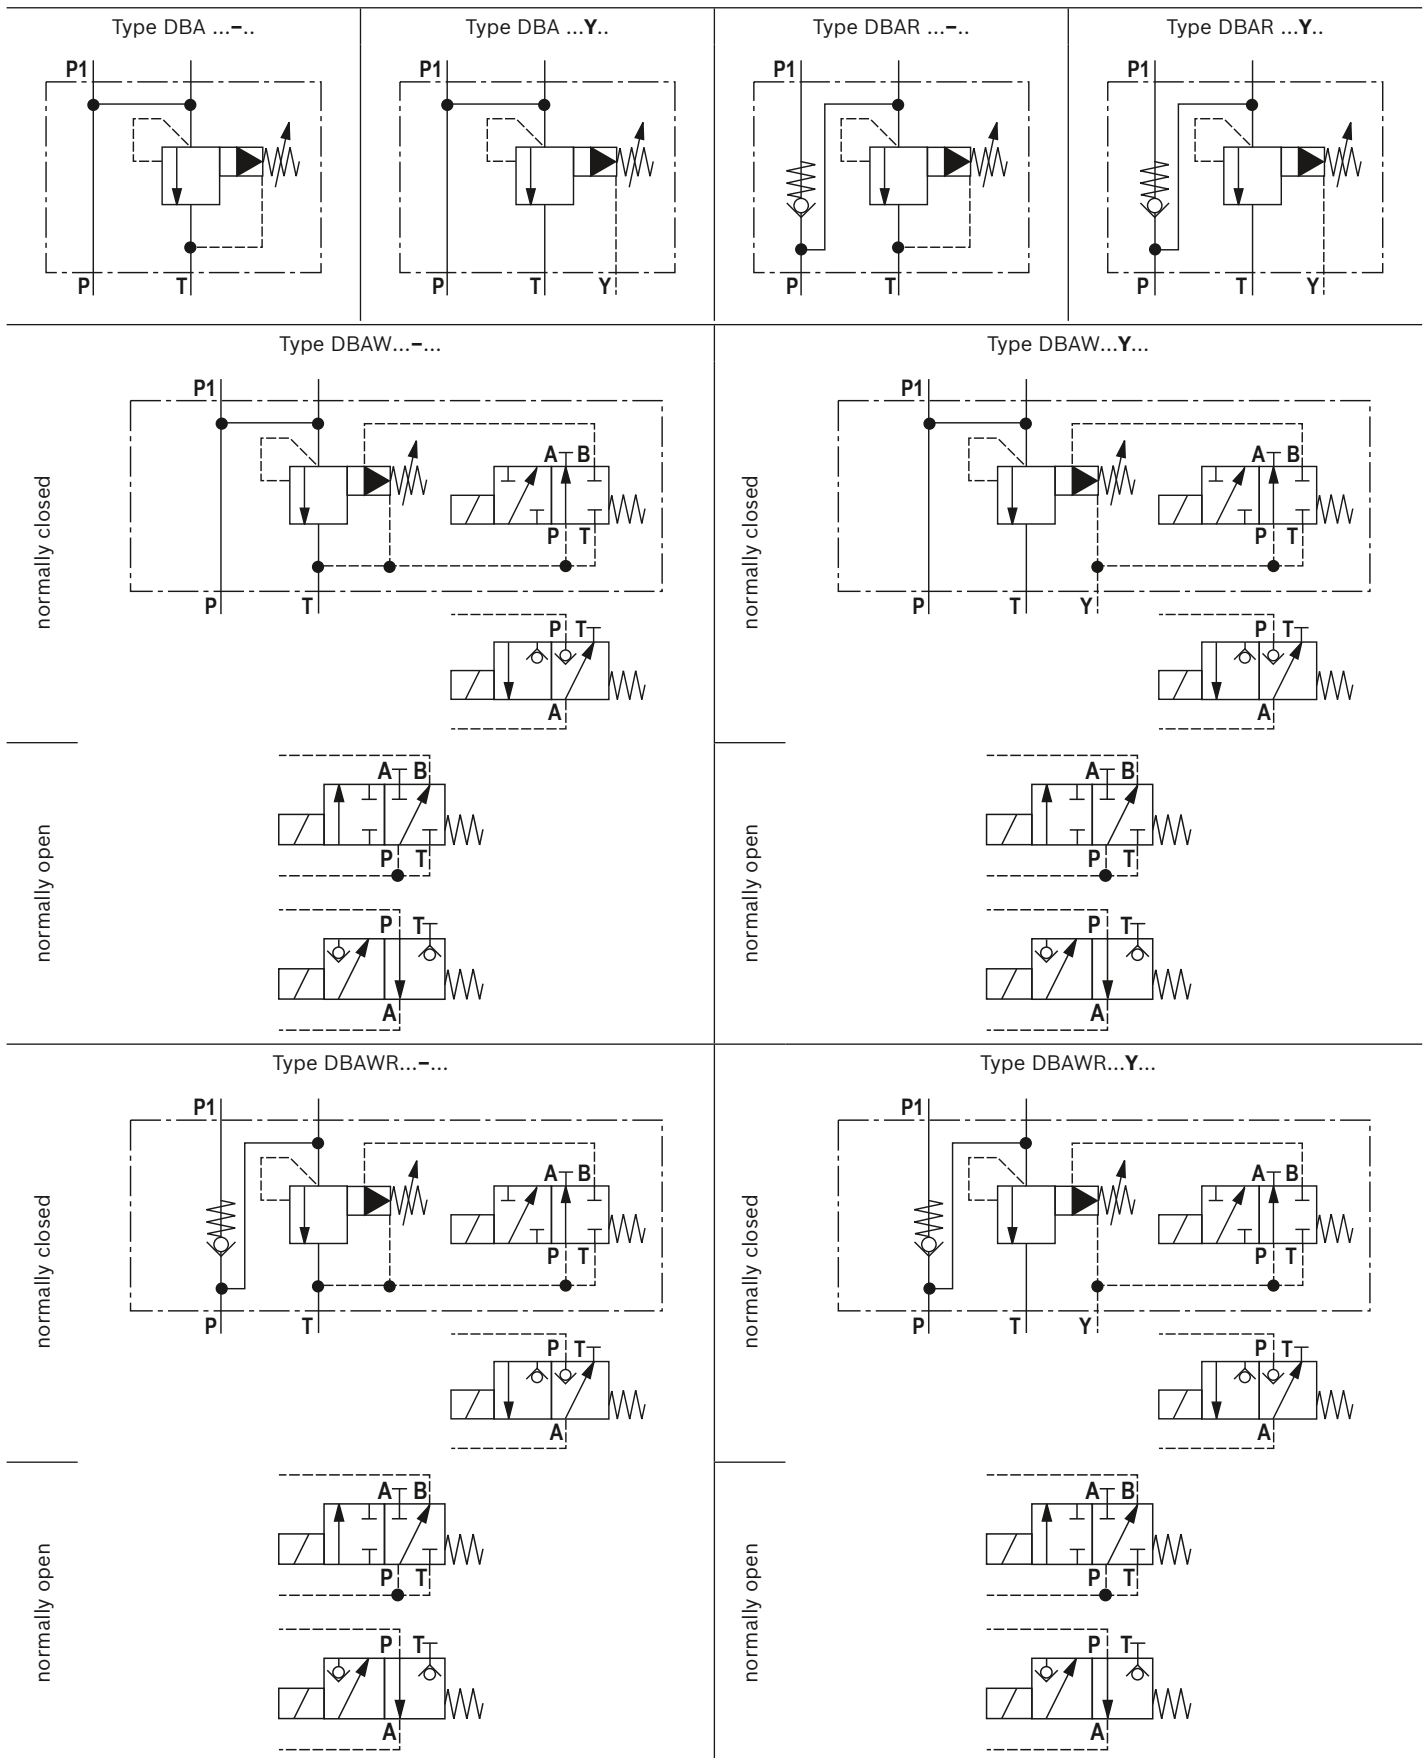 Type DBA ...–..
P1
P
T
Type DBA ...Y..
P1
P
T
Y
Type DBAR ...–..
P1
P
T
Type DBAR ...Y..
P1
P
T
Y
Type DBAW...–...
normally closed
P1
A
B
P
T
P
T
P
T
A
normally open
A
B
P
T
P
T
A
Type DBAW...Y...
normally closed
P1
A
B
P
T
P
T
Y
P
T
A
normally open
A
B
P
T
P
T
A
Type DBAWR...–...
normally closed
P1
A
B
P
T
P
T
P
T
A
normally open
A
B
P
T
P
T
A
Type DBAWR...Y...
normally closed
P1
A
B
P
T
P
T
Y
P
T
A
normally open
A
B
P
T
P
T
A